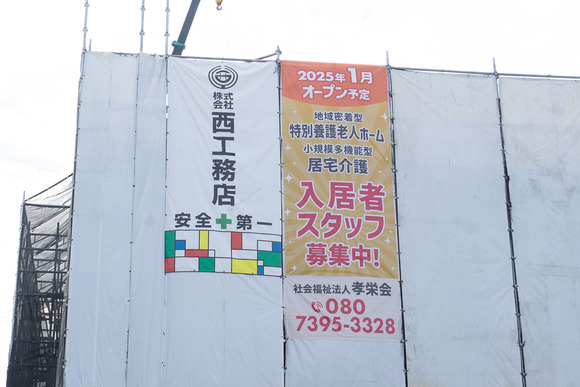 株式
会社
西工務店
安全＋第一
2025年1月
オープン予定
地域密着型
特別養護老人ホーム
小規模多機能型
居宅介護
入居者
スタッフ
募集中!
社会福祉法人 孝栄会
080
7395-3328